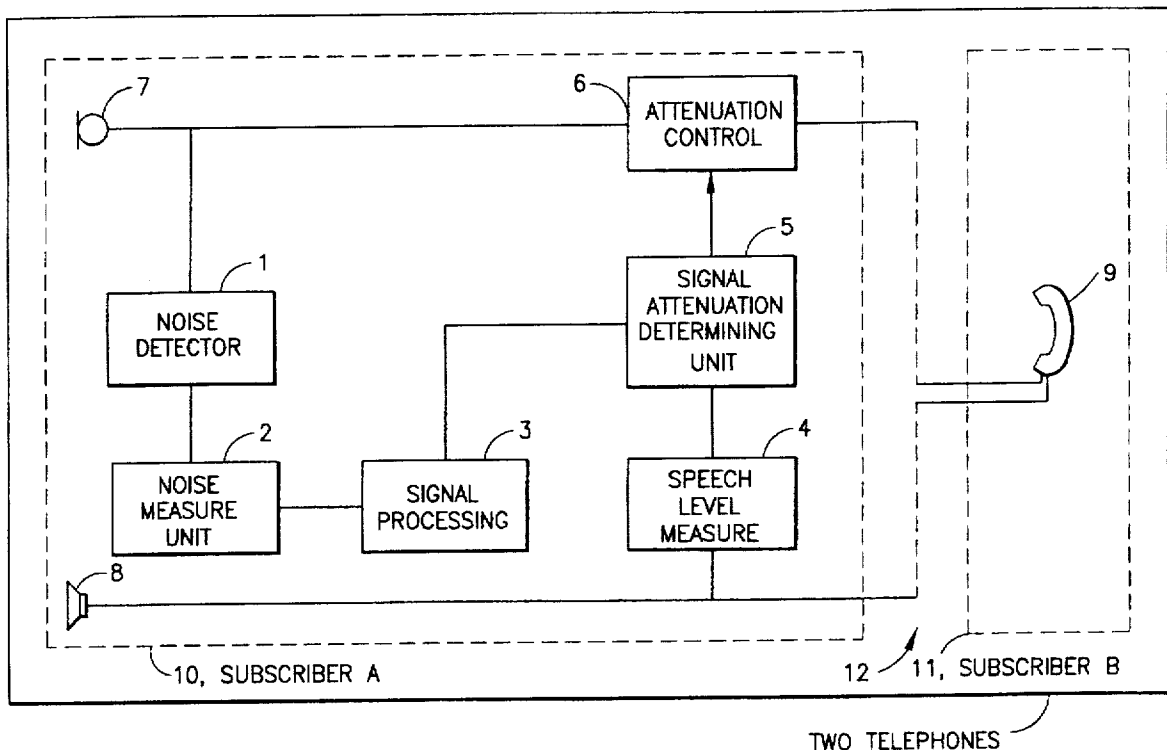 7
6
ATTENUATION
CONTROL
1
NOISE
DETECTOR
5
SIGNAL
ATTENUATION
DETERMINING
UNIT
9
2
NOISE
MEASURE
UNIT
3
SIGNAL
PROCESSING
4
SPEECH
LEVEL
MEASURE
8
10, SUBSCRIBER A
12
11, SUBSCRIBER B
TWO TELEPHONES